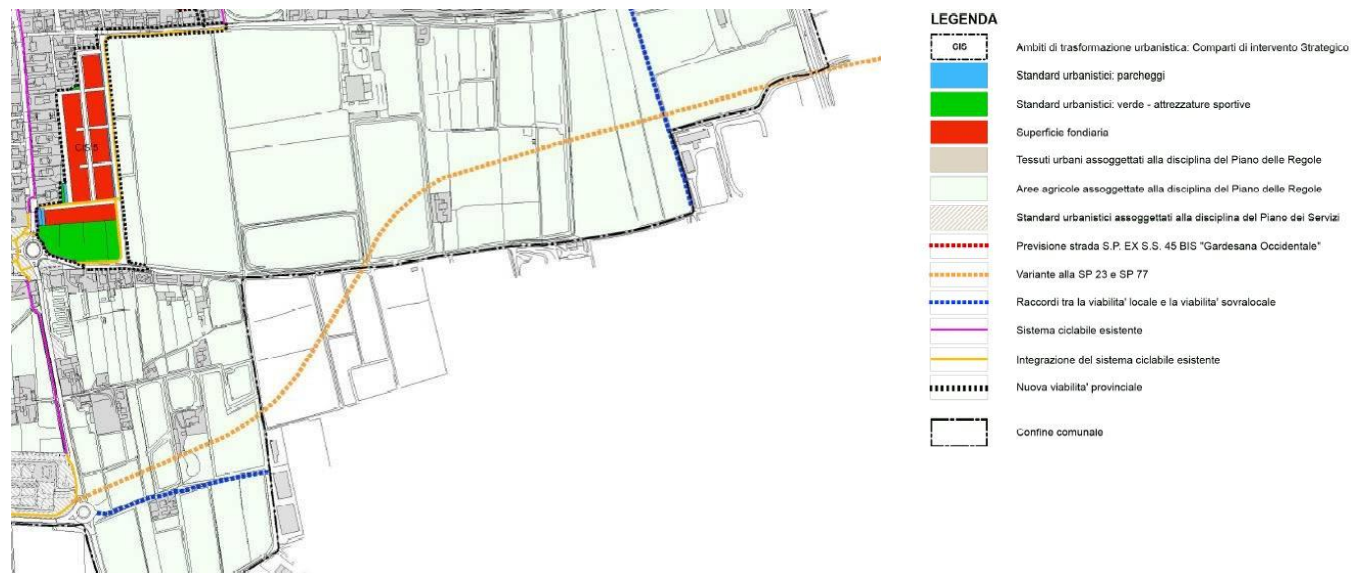 CIS 5
LEGENDA
CIS
Ambiti di trasformazione urbanistica: Comparti di intervento Strategico
Standard urbanistici: parcheggi
Standard urbanistici: verde - attrezzature sportive
Superficie fondiaria
Tessuti urbani assoggettati alla disciplina del Piano delle Regole
Aree agricole assoggettate alla disciplina del Piano delle Regole
Standard urbanistici assoggettati alla disciplina del Piano dei Servizi
Previsione strada S.P. EX S.S. 45 BIS "Gardesana Occidentale"
Variante alla SP 23 e SP 77
Raccordi tra la viabilita' locale e la viabilita' sovralocale
Sistema ciclabile esistente
Integrazione del sistema ciclabile esistente
Nuova viabilita' provinciale
Confine comunale